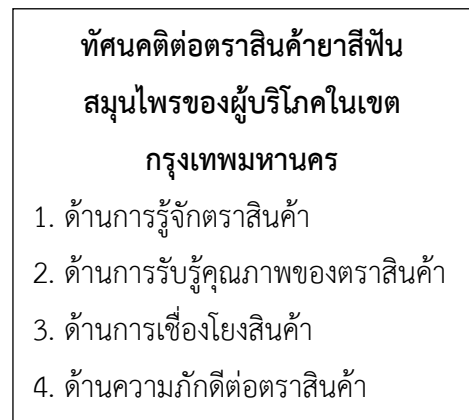 ทัศนคติต่อตราสินค้ายาสีฟัน
สมุนไพรของผู้บริโภคในเขต
กรุงเทพมหานคร
1. ด้านการรู้จักตราสินค้า
2. ด้านการรับรู้คุณภาพของตราสินค้า
3. ด้านการเชื่องโยงสินค้า
4. ด้านความภักดีต่อตราสินค้า